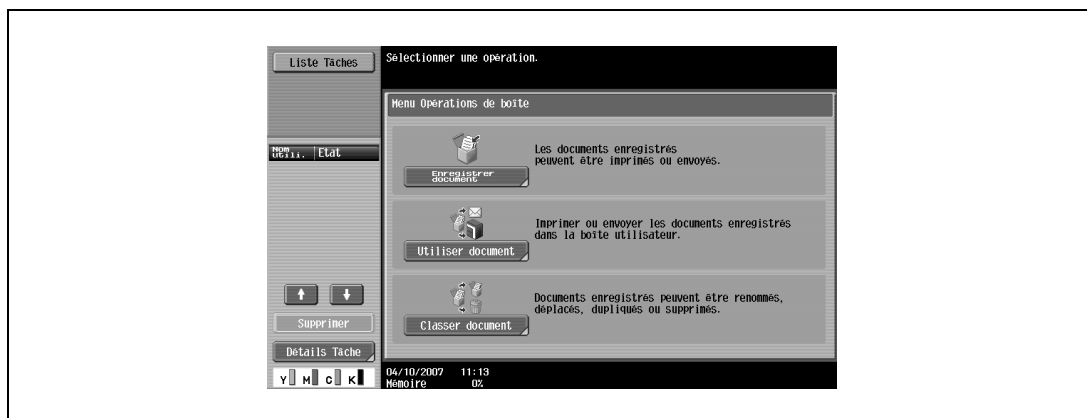 Liste Tâches
Sélectionner une opération.
Menu Opérations de boîte
Nom utili.
Etat
Les documents enregistrés
peuvent être imprimés ou envoyés.
Enregistrer
document
Imprimer ou envoyer les documents enregistrés
dans la boîte utilisateur.
Utiliser document
Documents enregistrés peuvent être renommés,
déplacés, dupliqués ou supprimés.
Classer document
Supprimer
Détails Tâche
Y M C K
04/10/2007 11:13
Mémoire 0%